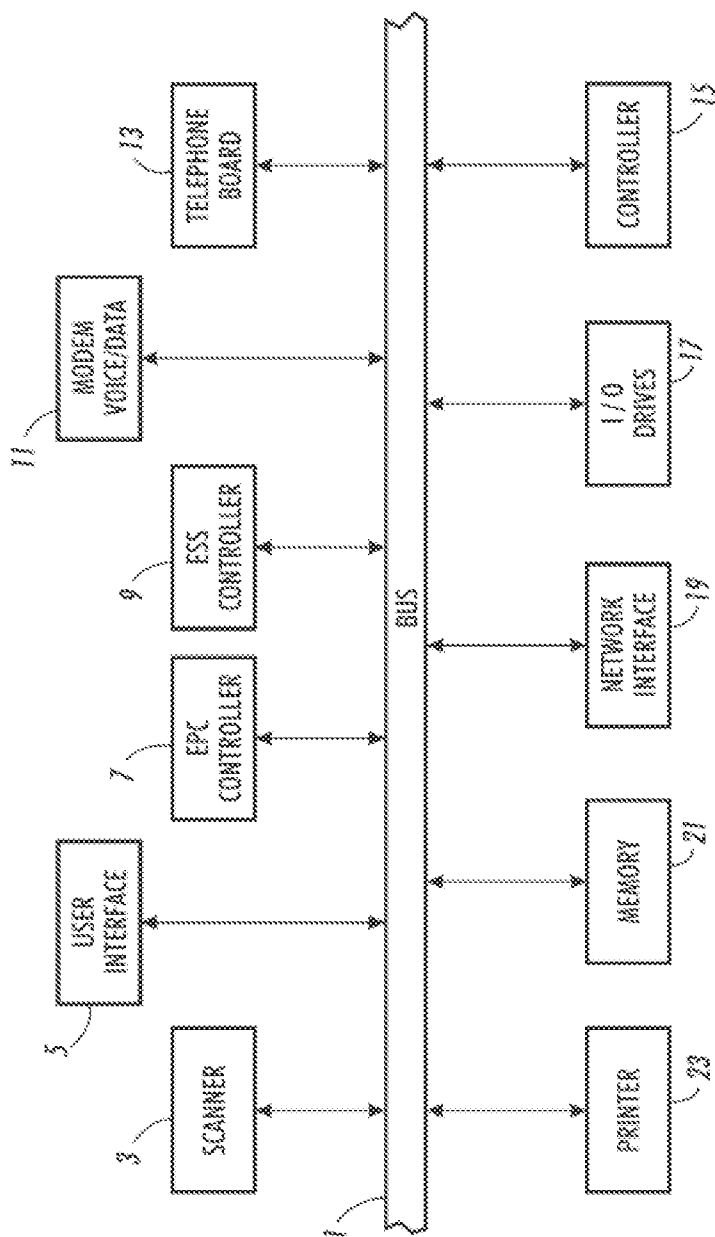 5
USER
INTERFACE
11
MODEM
VOICE/DATA
3
SCANNER
7
EPC
CONTROLLER
9
ESS
CONTROLLER
13
TELEPHONE
BOARD
1
BUS
PRINTER
23
MEMORY
21
NETWORK
INTERFACE
19
I/O
DRIVES
17
CONTROLLER
15